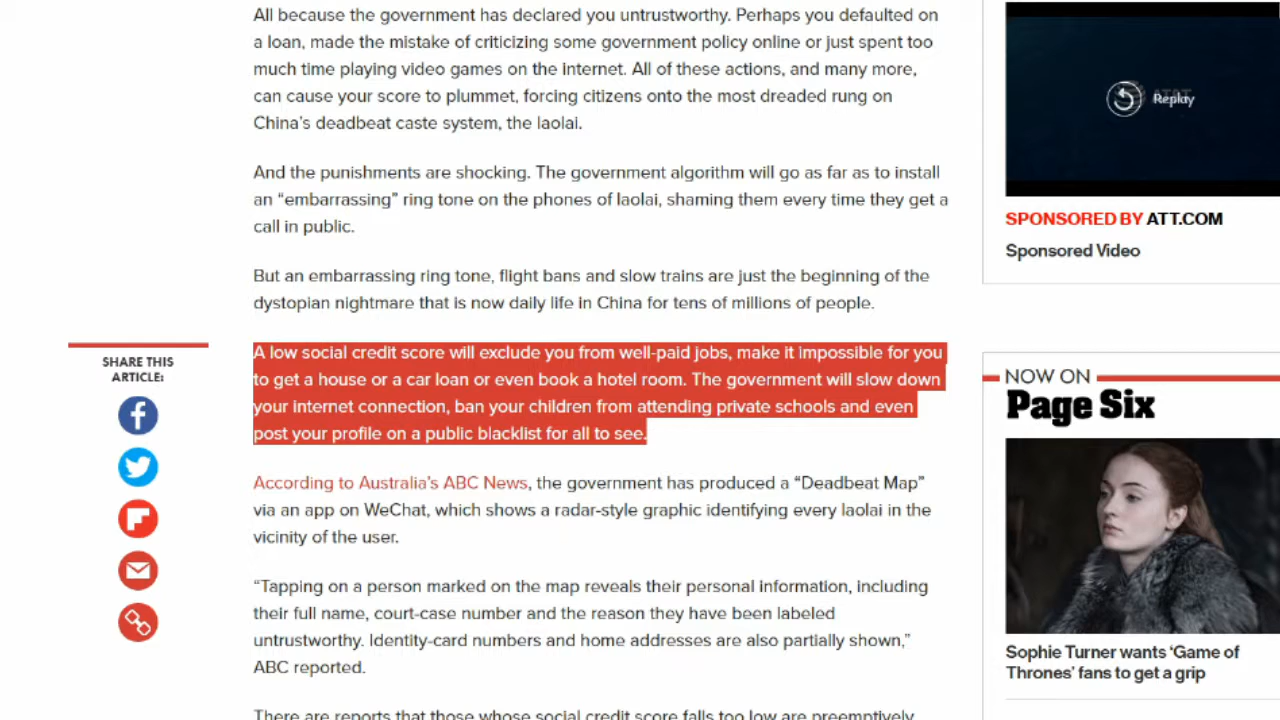 All because the government has declared you untrustworthy. Perhaps you defaulted on
a loan, made the mistake of criticizing some government policy online or just spent too
much time playing video games on the internet. All of these actions, and many more,
can cause your score to plummet, forcing citizens onto the most dreaded rung on
China’s deadbeat caste system, the laolai.
And the punishments are shocking. The government algorithm will go as far as to install
an “embarrassing” ring tone on the phones of laolai, shaming them every time they get a
call in public.
But an embarrassing ring tone, flight bans and slow trains are just the beginning of the
dystopian nightmare that is now daily life in China for tens of millions of people.
A low social credit score will exclude you from well-paid jobs, make it impossible for you
to get a house or a car loan or even book a hotel room. The government will slow down
your internet connection, ban your children from attending private schools and even
post your profile on a public blacklist for all to see.
According to Australia’s ABC News, the government has produced a “Deadbeat Map”
via an app on WeChat, which shows a radar-style graphic identifying every laolai in the
vicinity of the user.
“Tapping on a person marked on the map reveals their personal information, including
their full name, court-case number and the reason they have been labeled
untrustworthy. Identity-card numbers and home addresses are also partially shown,”
ABC reported.
There are reports that those whose social credit score falls too low are preemptively
SHARE THIS
ARTICLE:
Replay
SPONSORED BY ATT.COM
Sponsored Video
NOW ON
Page Six
Sophie Turner wants ‘Game of
Thrones’ fans to get a grip